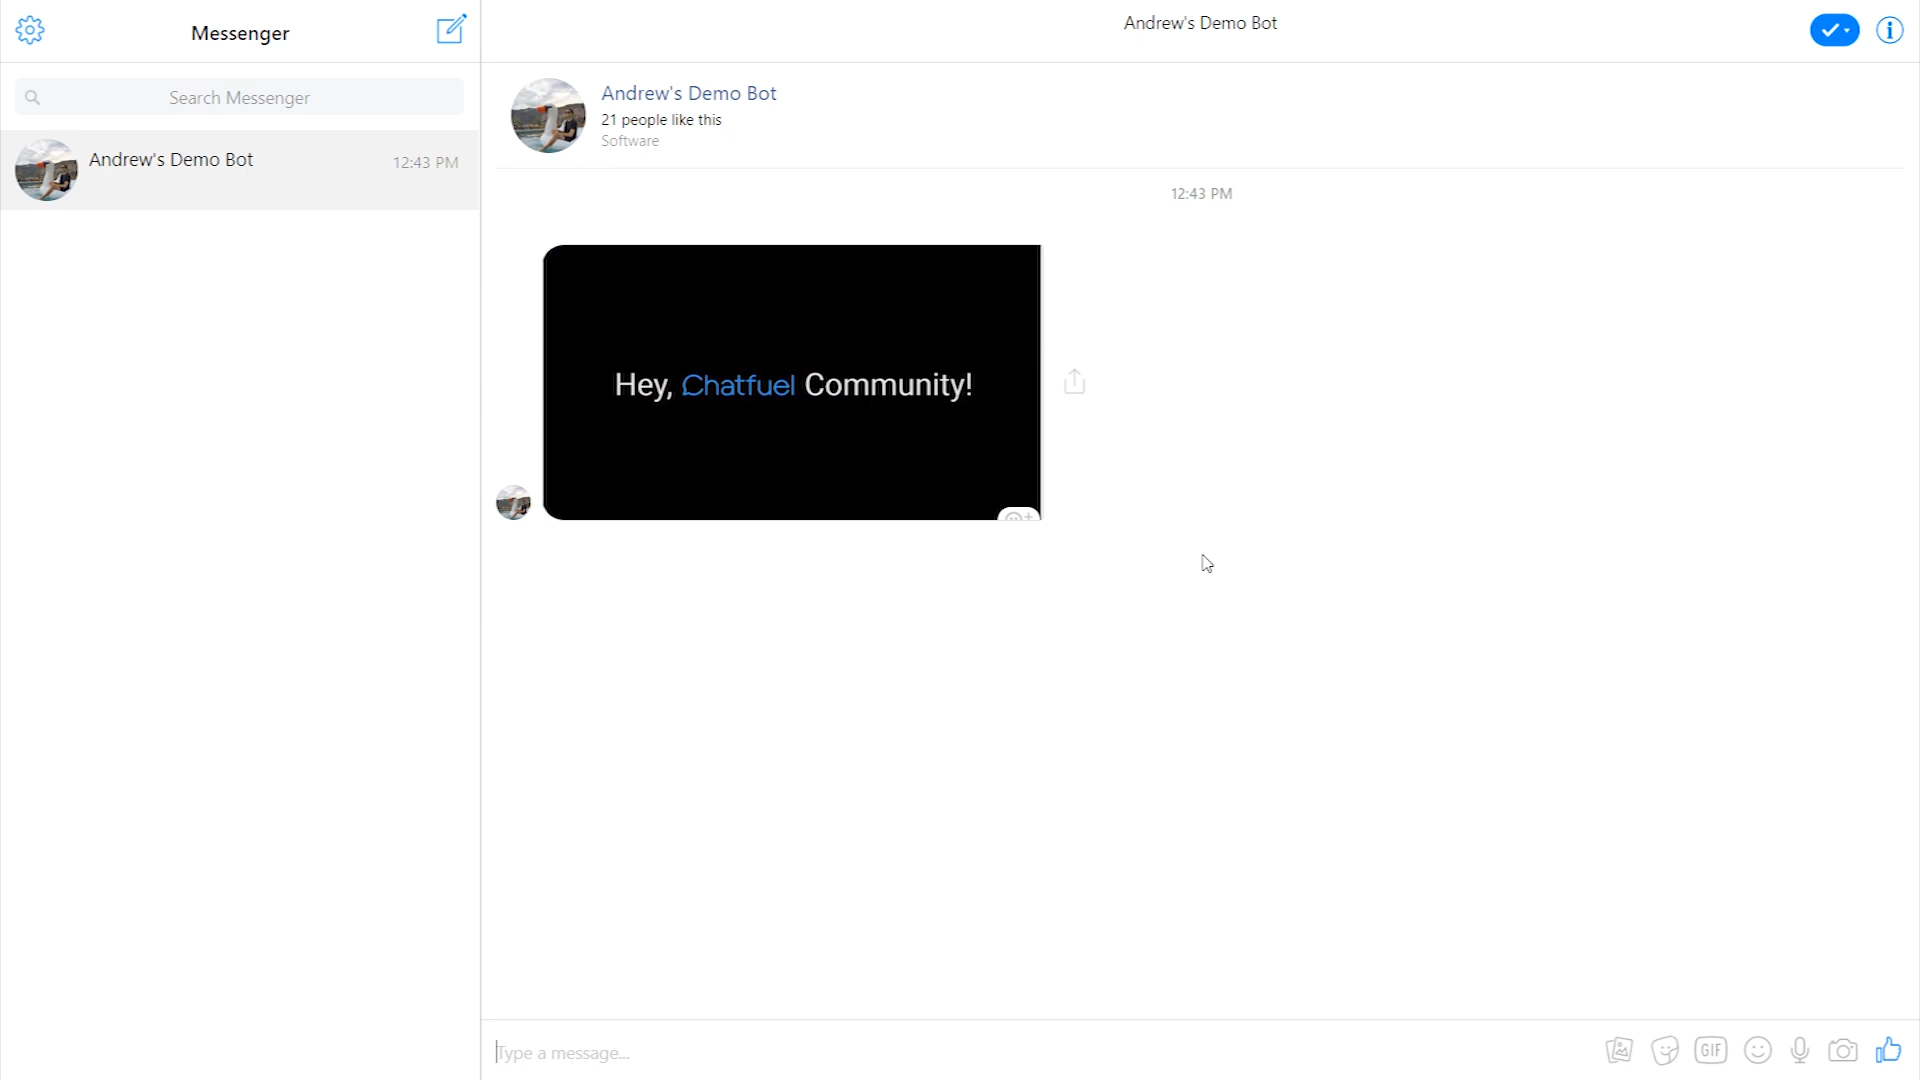 Messenger
Search Messenger
Andrew's Demo Bot
12:43 PM
Andrew's Demo Bot
Andrew's Demo Bot
21 people like this
Software
12:43 PM
Hey, Chatfuel Community!
Type a message...
GIF